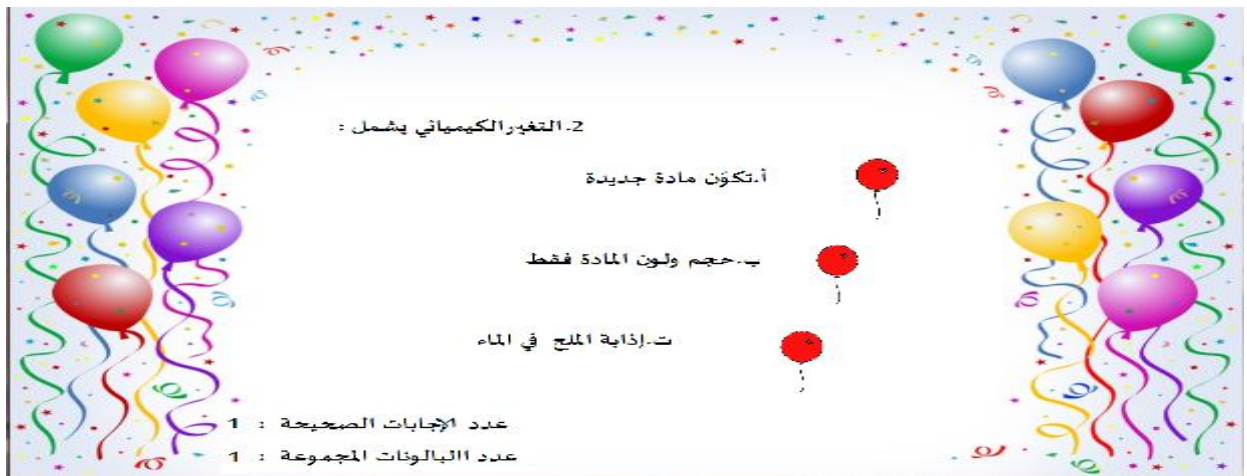 2.التغير الكيميائي يشمل :
أ.تكوّن مادة جديدة
ب.حجم ولون المادة فقط
ت.إذابة الملح في الماء
عدد الإجابات الصحيحة : 1
عدد االبالونات المجموعة : 1